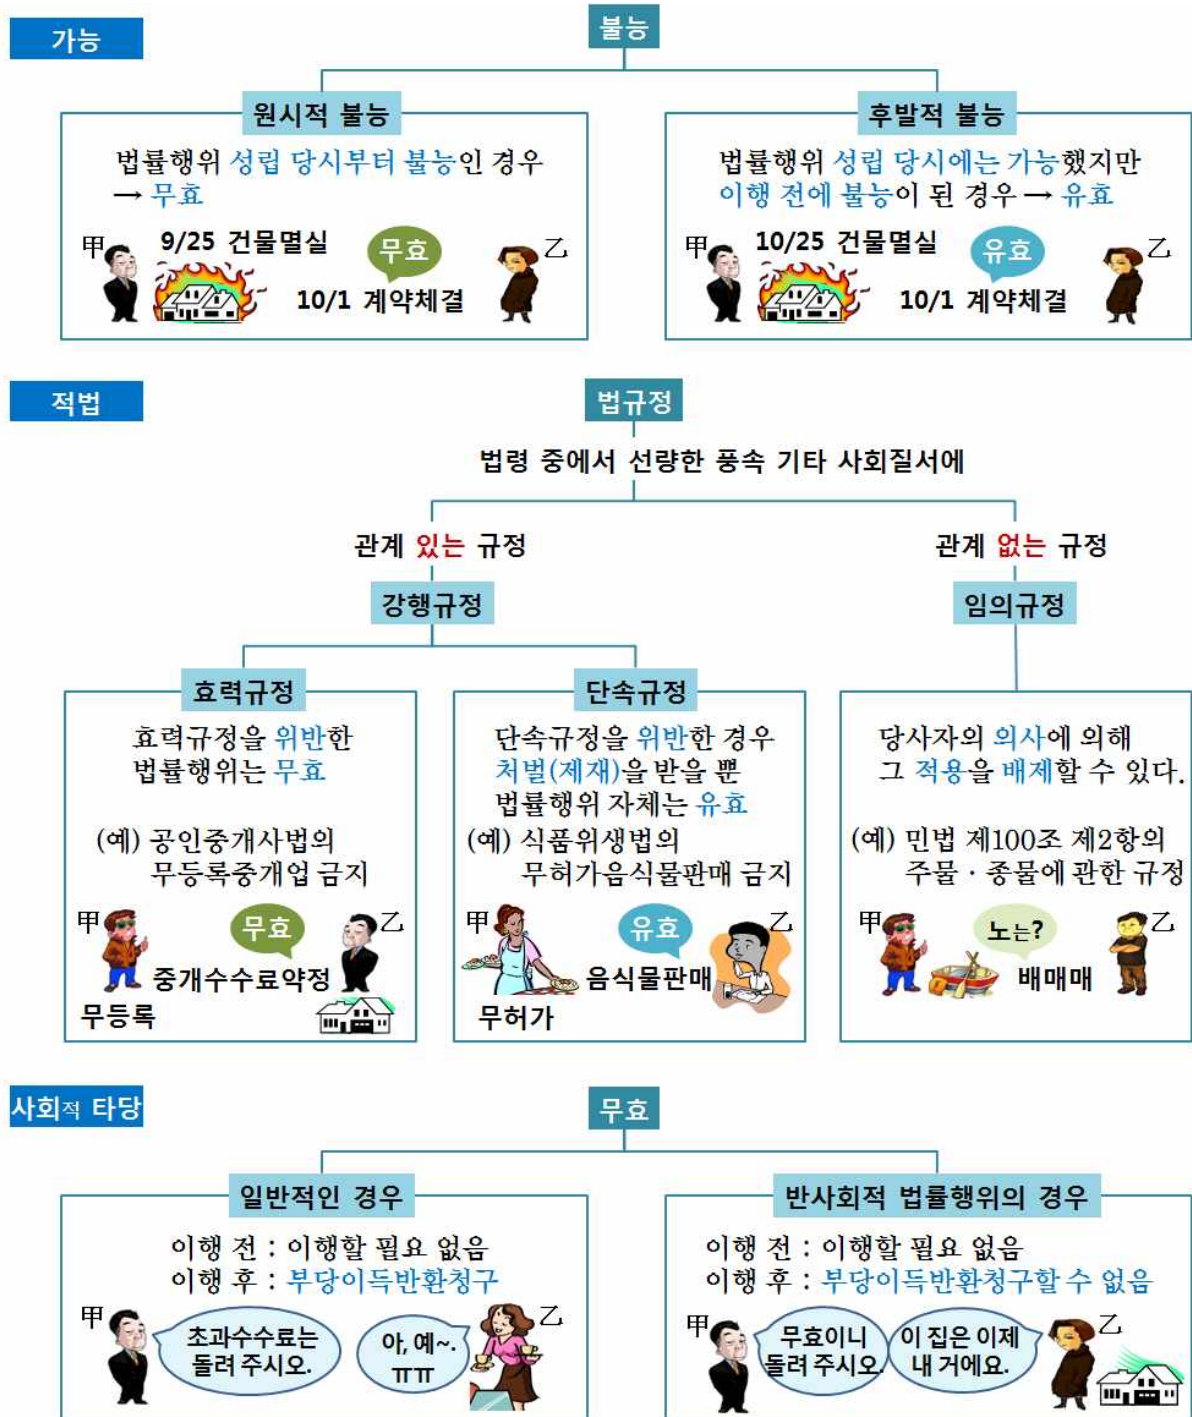 가능
불능
원시적 불능
법률행위 성립 당시부터 불능인 경우
→ 무효
甲
9/25 건물멸실
무효
乙
10/1 계약체결
후발적 불능
법률행위 성립 당시에는 가능했지만
이행 전에 불능이 된 경우 → 유효
甲
10/25 건물멸실
유효
乙
10/1 계약체결
적법
법규정
법령 중에서 선량한 풍속 기타 사회질서에
관계 있는 규정
관계 없는 규정
강행규정
임의규정
효력규정
효력규정을 위반한
법률행위는 무효
(예) 공인중개사법의
무등록중개업 금지
甲
무효
乙
중개수수료약정
무등록
단속규정
단속규정을 위반한 경우
처벌(제재)을 받을 뿐
법률행위 자체는 유효
(예) 식품위생법의
무허가음식물판매 금지
甲
유효
乙
음식물판매
무허가
당사자의 의사에 의해
그 적용을 배제할 수 있다.
(예) 민법 제100조 제2항의
주물 · 종물에 관한 규정
甲
노는?
乙
배매매
사회적 타당
무효
일반적인 경우
이행 전 : 이행할 필요 없음
이행 후 : 부당이득반환청구
甲
초과수수료는
돌려 주시오.
아, 예~.
ㅠㅠ
乙
반사회적 법률행위의 경우
이행 전 : 이행할 필요 없음
이행 후 : 부당이득반환청구할 수 없음
甲
무효이니
돌려 주시오.
이 집은 이제
내 거에요.
乙